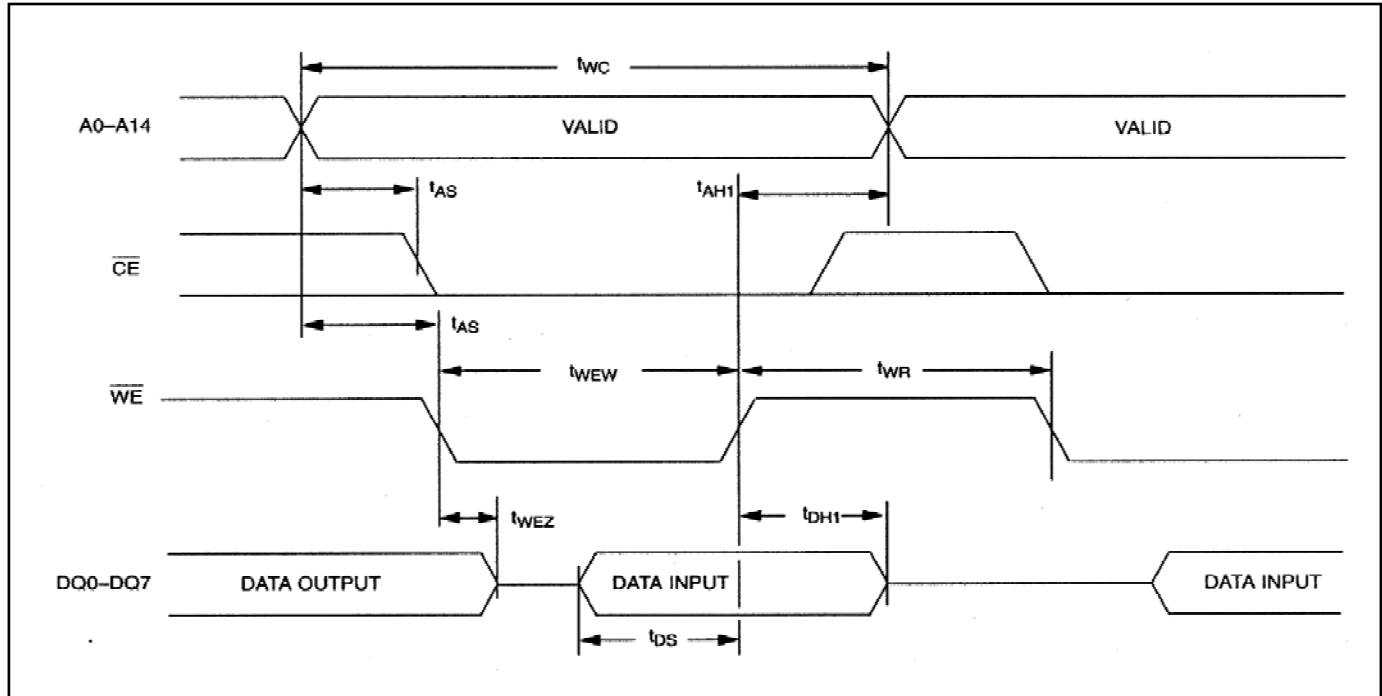 tWC
A0–A14 VALID VALID
tAS tAH1
CE
tAS
tWEW tWR
WE
tWEZ tDH1
DQ0–DQ7 DATA OUTPUT DATA INPUT DATA INPUT
tDS